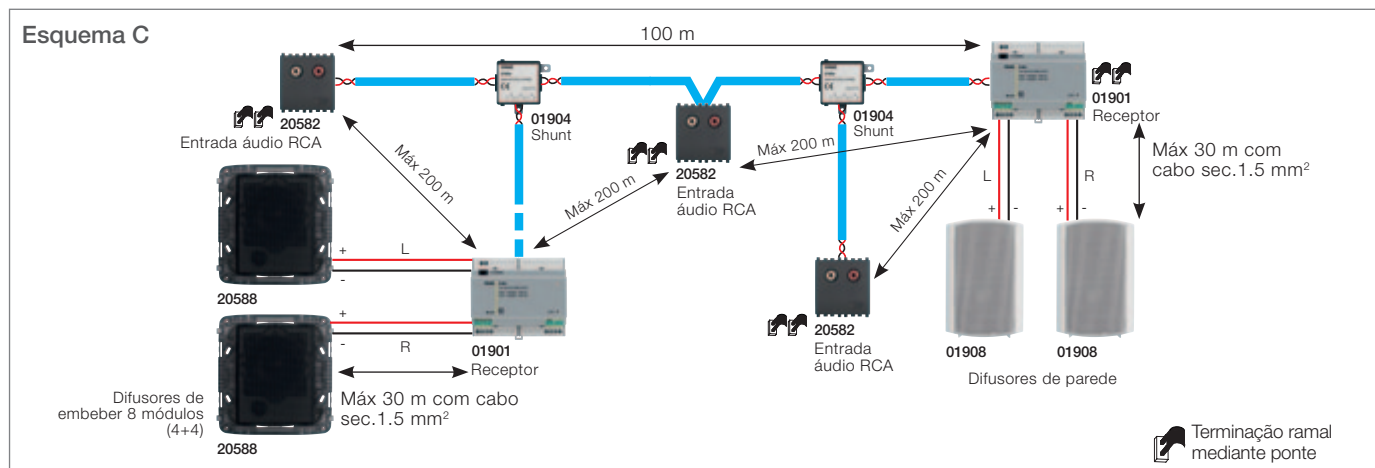 Esquema C
100 m
20582
Entrada áudio RCA
01904
Shunt
20582
Entrada
áudio RCA
01904
Shunt
01901
Receptor
Máx 200 m
Máx 200 m
Máx 200 m
Máx 200 m
L
R
+
-
+
-
Máx 30 m com
cabo sec.1.5 mm²
20588
+
L
-
+
-
R
01901
Receptor
20582
Entrada
áudio RCA
01908
01908
Difusores de parede
Difusores de
embeber 8 módulos
(4+4)
20588
Máx 30 m com cabo
sec.1.5 mm²
Terminação ramal
mediante ponte